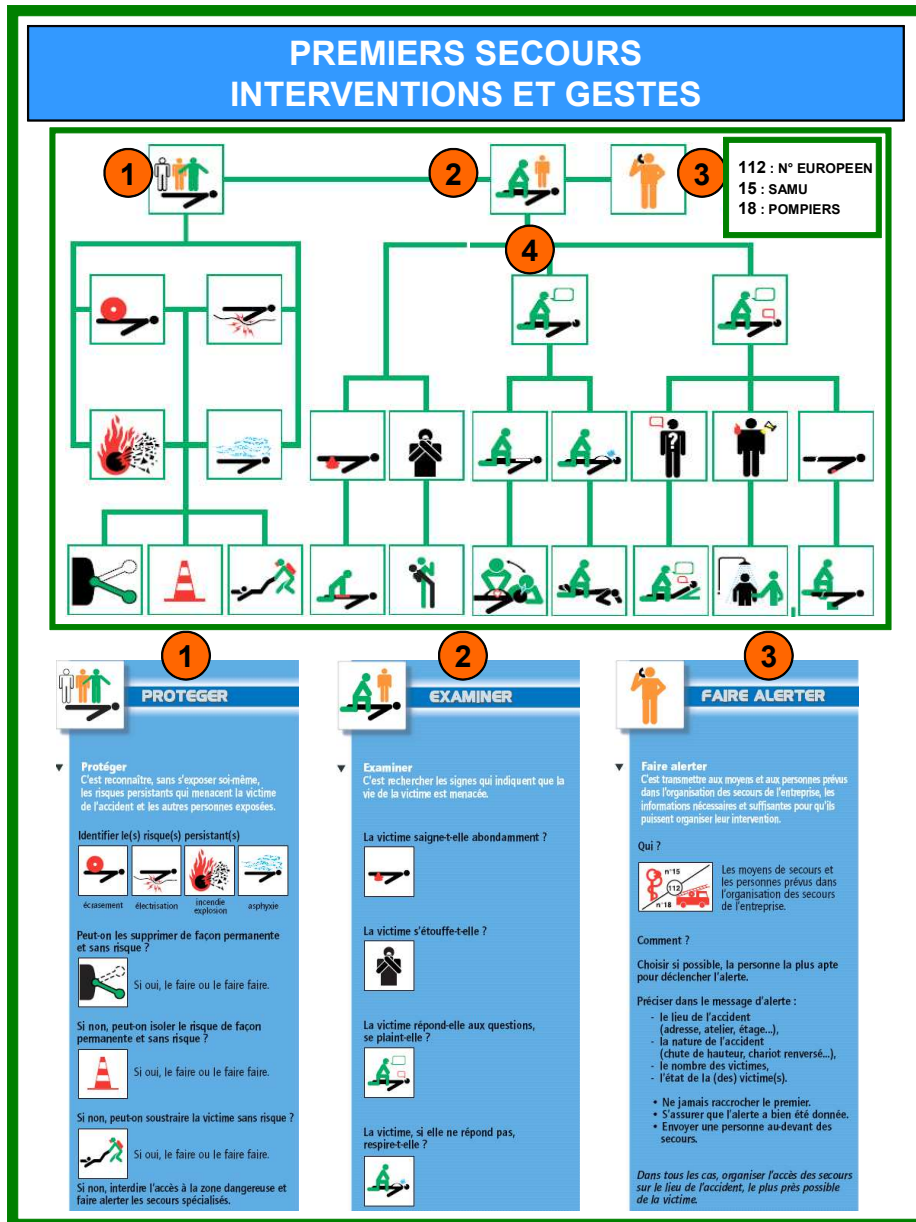 PREMIERS SECOURS
INTERVENTIONS ET GESTES
1
2
3
112 : N° EUROPEEN
15 : SAMU
18 : POMPIERS
4
?
1
PROTEGER
Protéger
C'est reconnaître, sans s'exposer soi-même,
les risques persistants qui menacent la victime
de l'accident et les autres personnes exposées.
Identifier le(s) risque(s) persistant(s)
écrasement
électrisation
incendie
explosion
asphyxie
Peut-on les supprimer de façon permanente
et sans risque ?
Si oui, le faire ou le faire faire.
Si non, peut-on isoler le risque de façon
permanente et sans risque ?
Si oui, le faire ou le faire faire.
Si non, peut-on soustraire la victime sans risque ?
Si oui, le faire ou le faire faire.
Si non, interdire l'accès à la zone dangereuse et
faire alerter les secours spécialisés.
2
EXAMINER
Examiner
C'est rechercher les signes qui indiquent que la
vie de la victime est menacée.
La victime saigne-t-elle abondamment ?
La victime s'étouffe-t-elle ?
La victime répond-elle aux questions,
se plaint-elle ?
La victime, si elle ne répond pas,
respire-t-elle ?
3
FAIRE ALERTER
Faire alerter
C'est transmettre aux moyens et aux personnes prévus
dans l'organisation des secours de l'entreprise, les
informations nécessaires et suffisantes pour qu'ils
puissent organiser leur intervention.
Qui ?
n°15
112
n°18
Les moyens de secours et
les personnes prévus dans
l'organisation des secours
de l'entreprise.
Comment ?
Choisir si possible, la personne la plus apte
pour déclencher l'alerte.
Préciser dans le message d'alerte :
- le lieu de l'accident
(adresse, atelier, étage...),
- la nature de l'accident
(chute de hauteur, chariot renversé...),
- le nombre des victimes,
- l'état de la (des) victime(s).
• Ne jamais raccrocher le premier.
• S'assurer que l'alerte a bien été donnée.
• Envoyer une personne au-devant des
secours.
Dans tous les cas, organiser l'accès des secours
sur le lieu de l'accident, le plus près possible
de la victime.